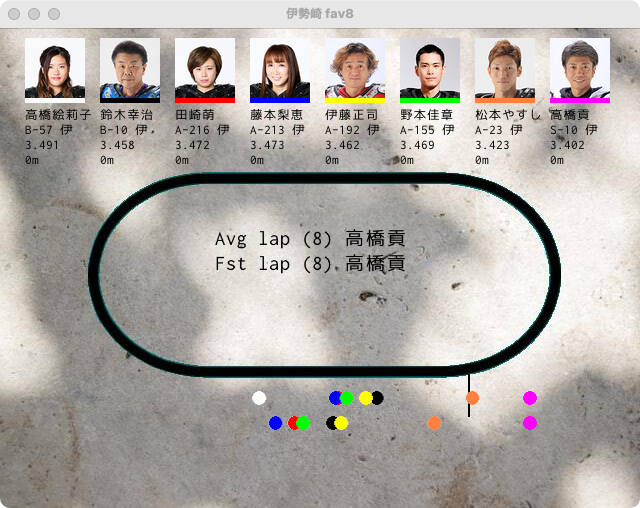 伊勢崎 fav8
高橋絵莉子 鈴木幸治 田崎萌 藤本梨恵 伊藤正司 野本佳章 松本やすし 高橋貢
B-57 伊 B-10 伊 A-216 伊 A-213 伊 A-192 伊 A-155 伊 A-23 伊 S-10 伊
3.491 3.458 3.472 3.473 3.462 3.469 3.423 3.402
0m 0m 0m 0m 0m 0m 0m 0m
Avg lap (8) 高橋貢
Fst lap (8) 高橋貢